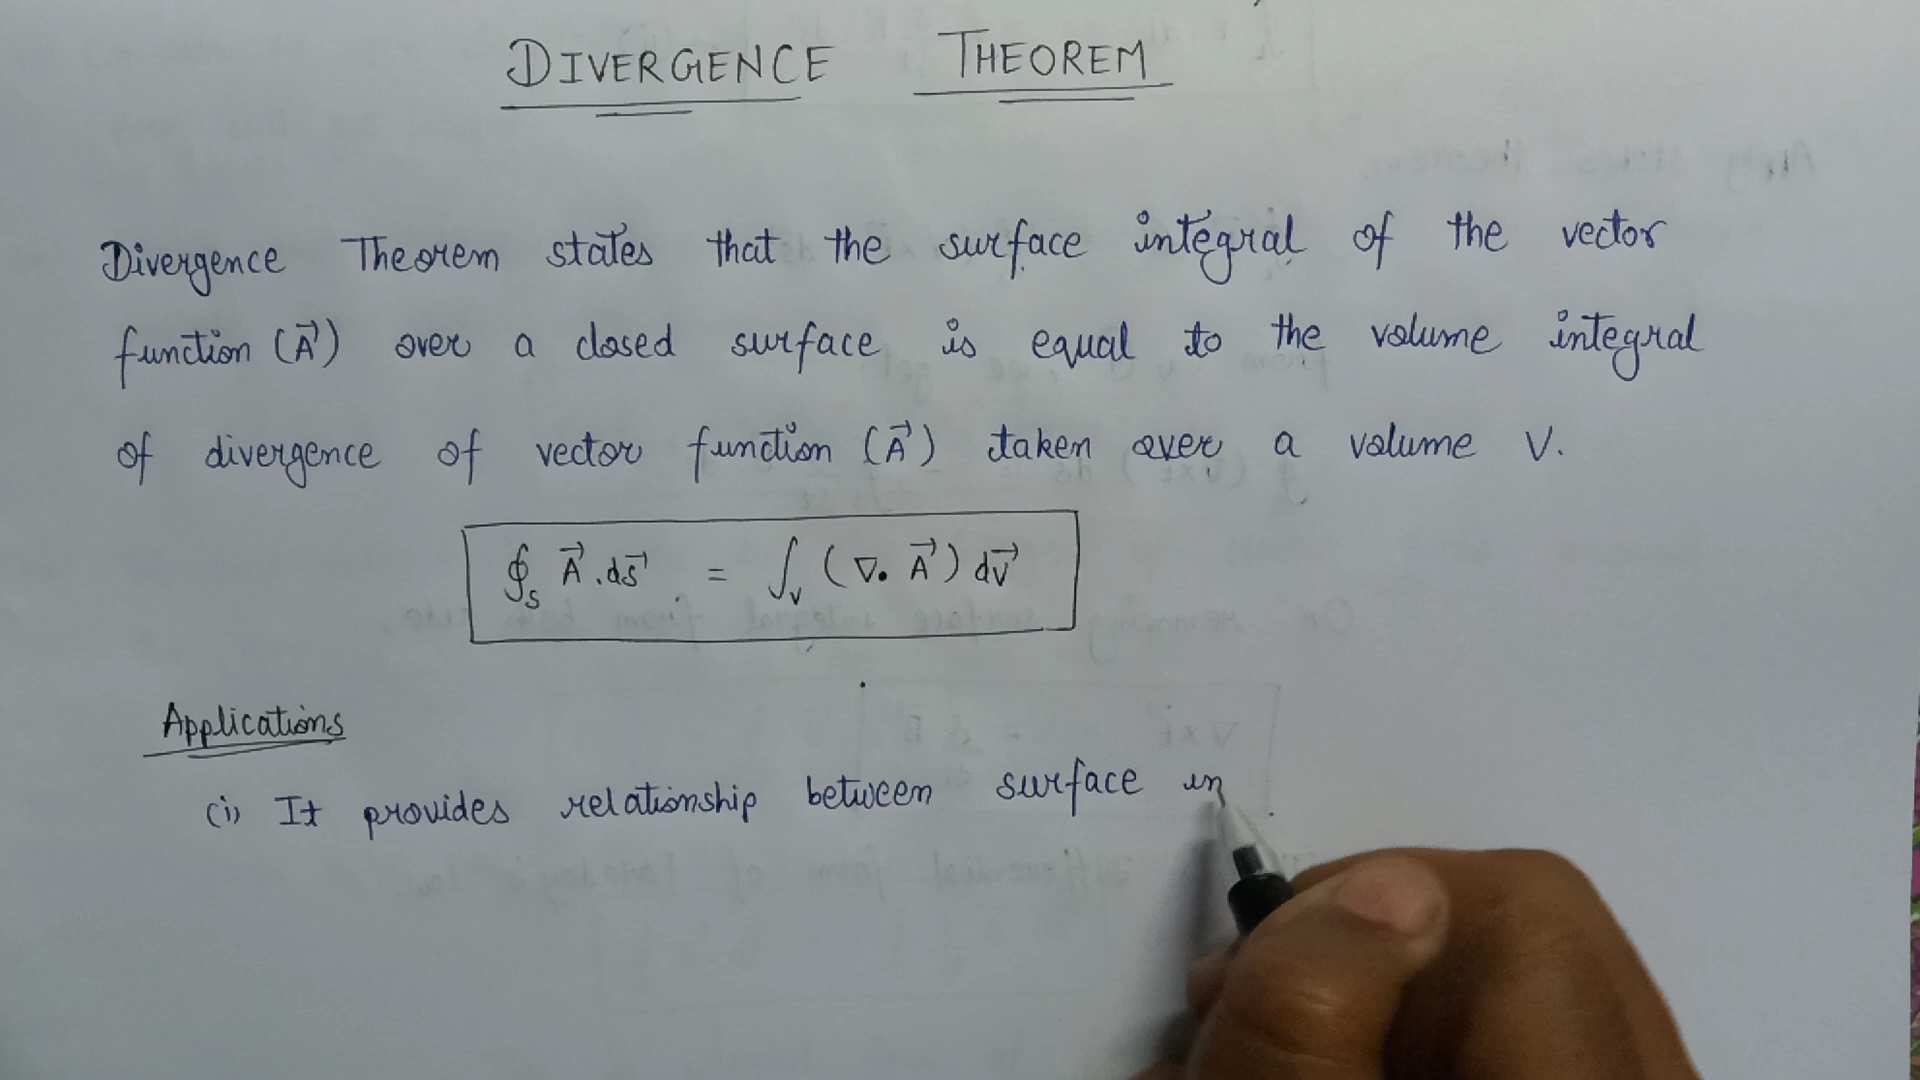 DIVERGENCE THEOREM
Divergence Theorem states that the surface integral of the vector
function (A⃗) over a closed surface is equal to the volume integral
of divergence of vector function (A⃗) taken over a volume V.
∮_S A⃗ . ds⃗ = ∫_V (∇. A⃗) dv⃗
Applications
(i) It provides relationship between surface in